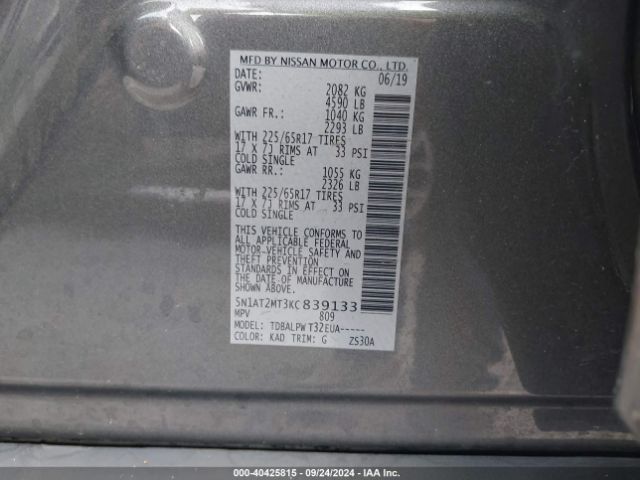 MFD BY NISSAN MOTOR CO., LTD.
DATE: 06/19
GVWR: 2082 KG
4590 LB
GAWR FR.: 1040 KG
2293 LB
WITH 225/65R17 TIRES
17 X 7J RIMS AT 33 PSI
COLD SINGLE
GAWR RR.: 1055 KG
2326 LB
WITH 225/65R17 TIRES
17 X 7J RIMS AT 33 PSI
COLD SINGLE
THIS VEHICLE CONFORMS TO
ALL APPLICABLE FEDERAL
MOTOR-VEHICLE SAFETY AND
THEFT PREVENTION
STANDARDS IN EFFECT ON THE
DATE OF MANUFACTURE
SHOWN ABOVE.
5N1AT2MT3KC839133
MPV 809
MODEL: TDBALPW T32EUA-----
COLOR: KAD TRIM: G ZS30A
000-40425815 - 09/24/2024 - IAA Inc.